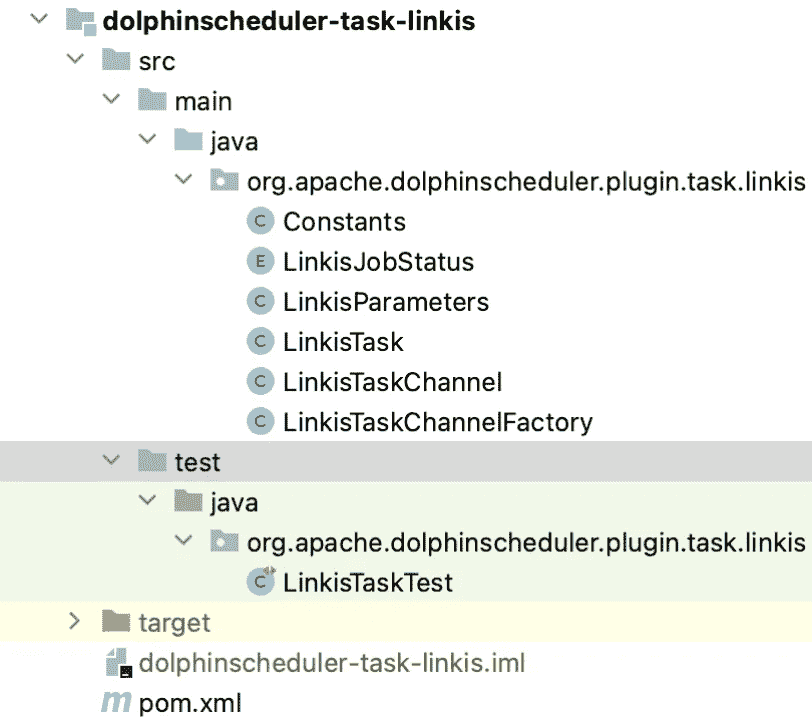 dolphinscheduler-task-linkis
src
main
java
org.apache.dolphinscheduler.plugin.task.linkis
C Constants
E LinkisJobStatus
C LinkisParameters
C LinkisTask
C LinkisTaskChannel
C LinkisTaskChannelFactory
test
java
org.apache.dolphinscheduler.plugin.task.linkis
C LinkisTaskTest
target
dolphinscheduler-task-linkis.iml
m pom.xml